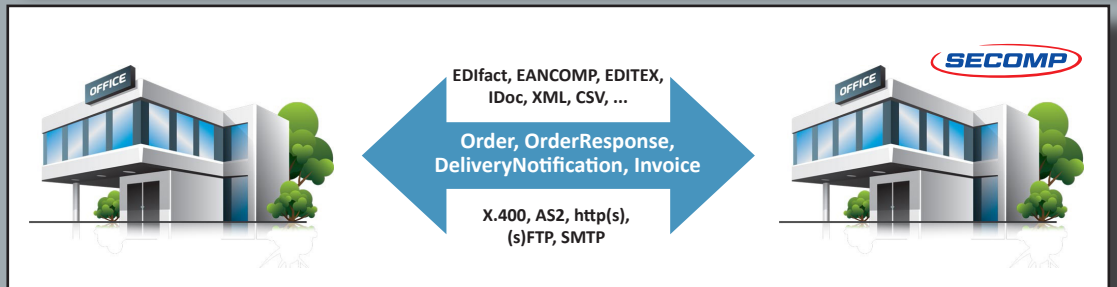 OFFICE
EDIfact, EANCOMP, EDITEX,
IDoc, XML, CSV, ...
Order, OrderResponse,
DeliveryNotification, Invoice
X.400, AS2, http(s),
(s)FTP, SMTP
SECOMP
OFFICE